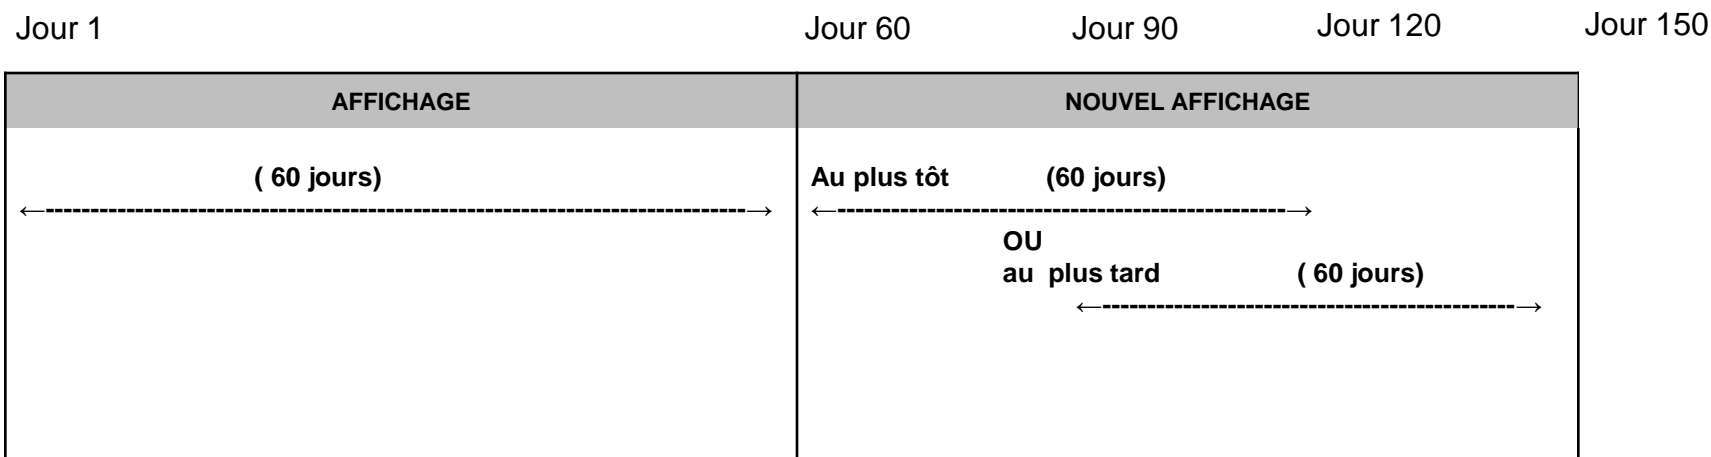 Jour 1 Jour 60 Jour 90 Jour 120 Jour 150
AFFICHAGE NOUVEL AFFICHAGE
( 60 jours) Au plus tôt (60 jours)
OU
au plus tard ( 60 jours)